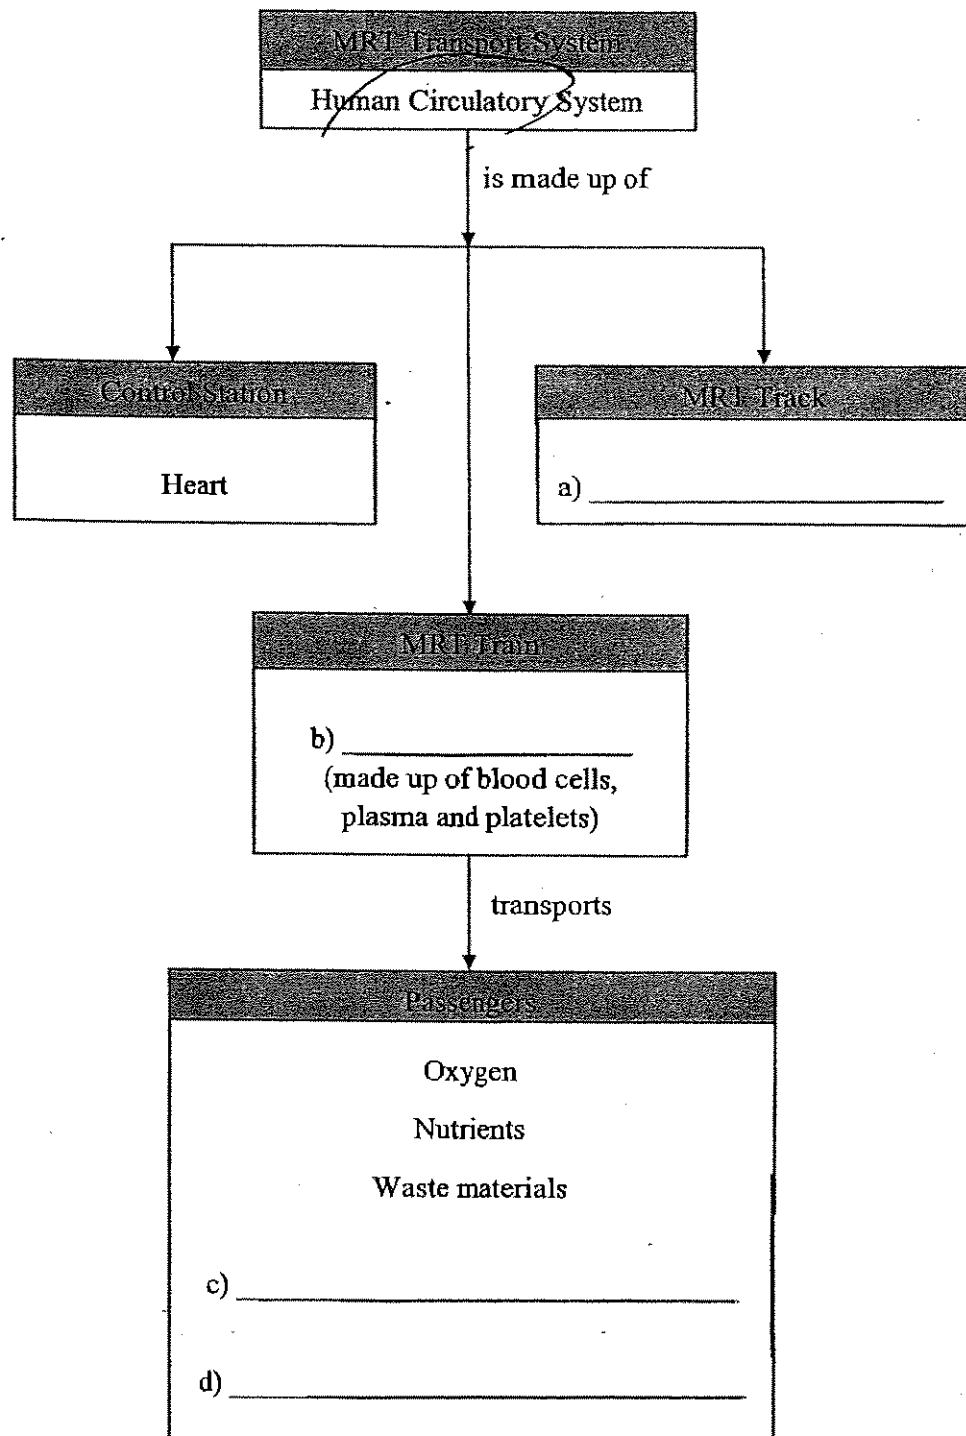 MRT Transport System
Human Circulatory System
is made up of
Control Station
MRT Track
Heart
a)
MRT Train
b)
(made up of blood cells,
plasma and platelets)
transports
Passengers
Oxygen
Nutrients
Waste materials
c)
d)